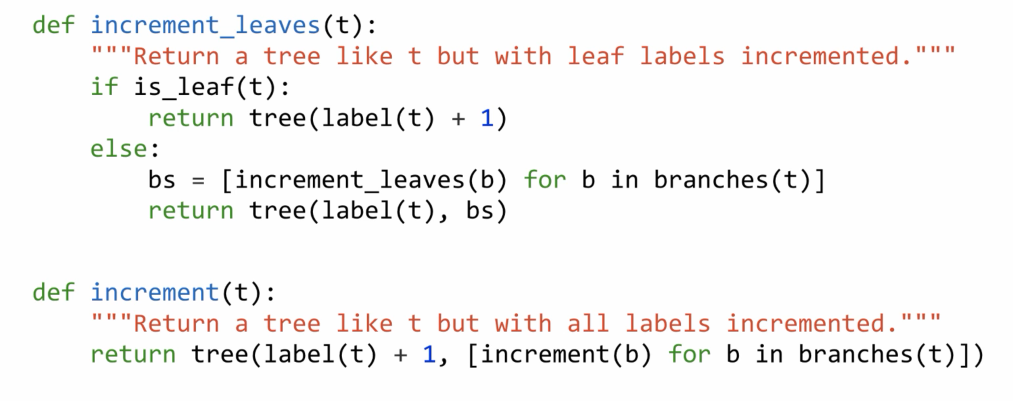 def increment_leaves(t):
    """Return a tree like t but with leaf labels incremented."""
    if is_leaf(t):
        return tree(label(t) + 1)
    else:
        bs = [increment_leaves(b) for b in branches(t)]
        return tree(label(t), bs)
def increment(t):
    """Return a tree like t but with all labels incremented."""
    return tree(label(t) + 1, [increment(b) for b in branches(t)])